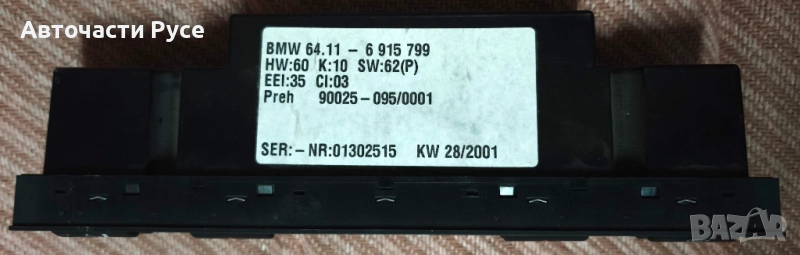 Авточасти Русе
BMW 64.11 - 6 915 799
HW:60 K:10 SW:62(P)
EEI:35 CI:03
Preh 90025-095/0001
SER:-NR:01302515 KW 28/2001
BAZAR